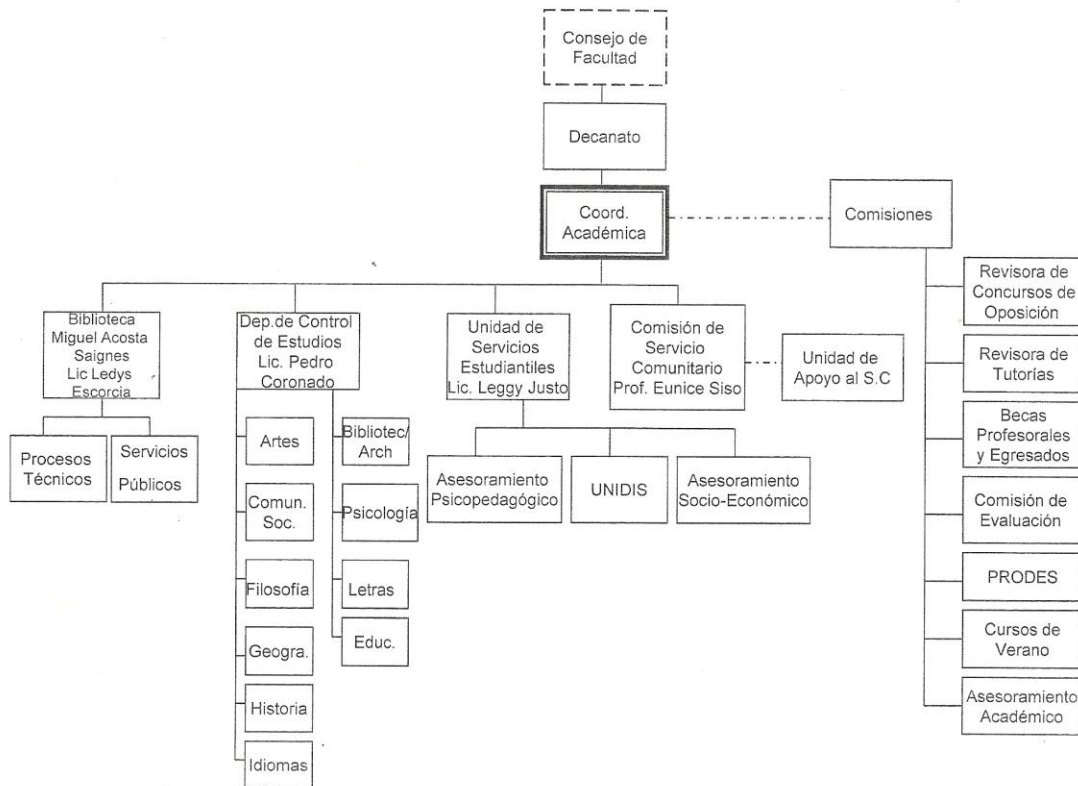 Consejo de
Facultad
Decanato
Coord.
Académica
Comisiones
Revisora de
Concursos de
Oposición
Revisora de
Tutorías
Becas
Profesorales
y Egresados
Comisión de
Evaluación
PRODES
Cursos de
Verano
Asesoramiento
Académico
Biblioteca
Miguel Acosta
Saignes
Lic Ledys
Escorcia
Procesos
Técnicos
Servicios
Públicos
Dep.de Control
de Estudios
Lic. Pedro
Coronado
Artes
Comun.
Soc.
Filosofía
Geogra.
Historia
Idiomas
Bibliotec/
Arch
Psicología
Letras
Educ.
Unidad de
Servicios
Estudiantiles
Lic. Leggy Justo
Asesoramiento
Psicopedagógico
UNIDIS
Asesoramiento
Socio-Económico
Comisión de
Servicio
Comunitario
Prof. Eunice Siso
Unidad de
Apoyo al S.C